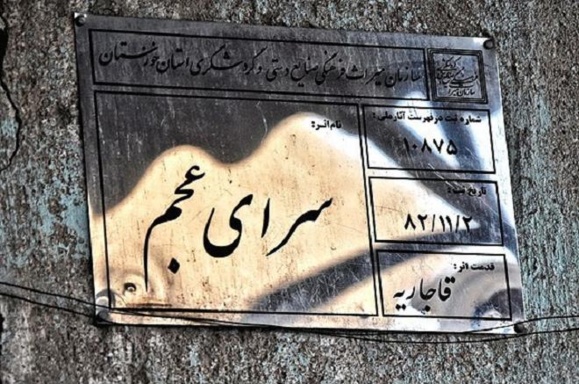 سازمان میراث فرهنگی صنایع دستی و گردشگری استان خوزستان
نام اثر:
سرای عجم
شماره ثبت در فهرست آثار ملی:
۱۰۸۷۵
تاریخ ثبت:
۸۲/۱۱/۲
قدمت اثر:
قاجاریه